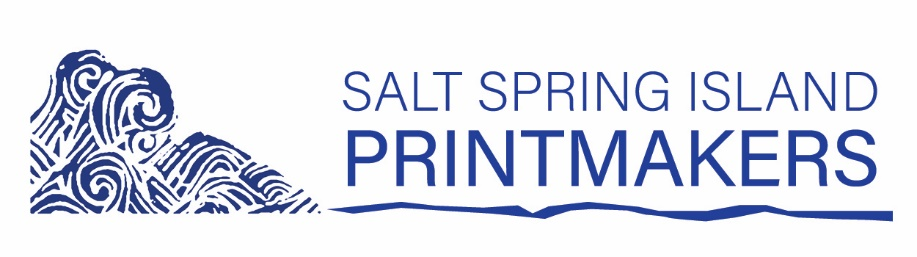 SALT SPRING ISLAND
PRINTMAKERS